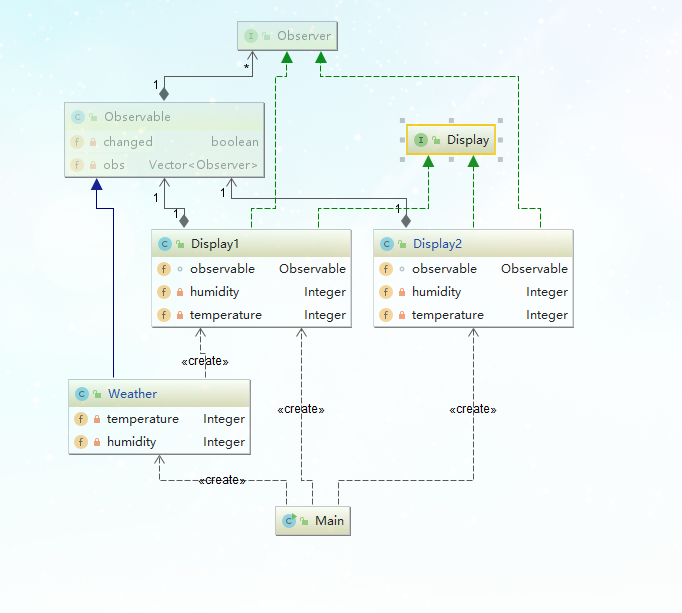 I Observer
*
1
C Observable
f changed boolean
f obs Vector<Observer>
I Display
1 1 1 1
C Display1
f observable Observable
f humidity Integer
f temperature Integer
C Display2
f observable Observable
f humidity Integer
f temperature Integer
«create»
C Weather
f temperature Integer
f humidity Integer
«create»
«create»
«create»
C Main